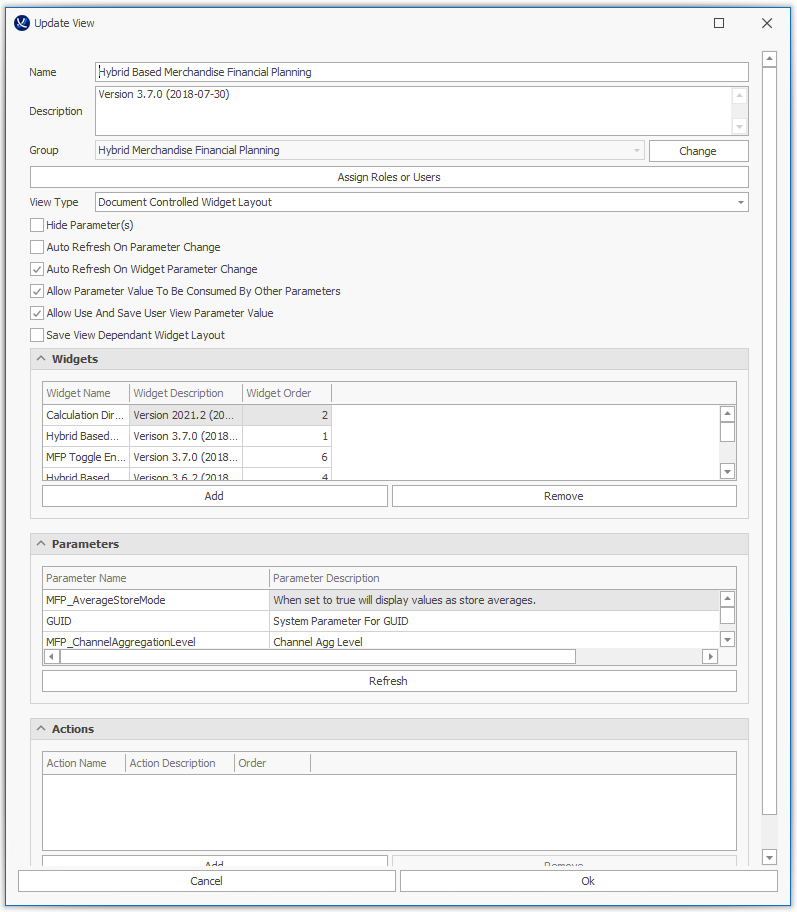 Update View
Name Hybrid Based Merchandise Financial Planning
Description Version 3.7.0 (2018-07-30)
Group Hybrid Merchandise Financial Planning Change
Assign Roles or Users
View Type Document Controlled Widget Layout
Hide Parameter(s)
Auto Refresh On Parameter Change
Auto Refresh On Widget Parameter Change
Allow Parameter Value To Be Consumed By Other Parameters
Allow Use And Save User View Parameter Value
Save View Dependant Widget Layout
Widgets
Widget Name Widget Description Widget Order
Calculation Dir... Version 2021.2 (20... 2
Hybrid Based... Verison 3.7.0 (2018... 1
MFP Toggle En... Version 3.7.0 (2018... 6
Hybrid Based Verison 3.6.2 (2018 4
Add Remove
Parameters
Parameter Name Parameter Description
MFP_AverageStoreMode When set to true will display values as store averages.
GUID System Parameter For GUID
MFP_ChannelAggregationLevel Channel Agg Level
Refresh
Actions
Action Name Action Description Order
Add Remove
Cancel Ok